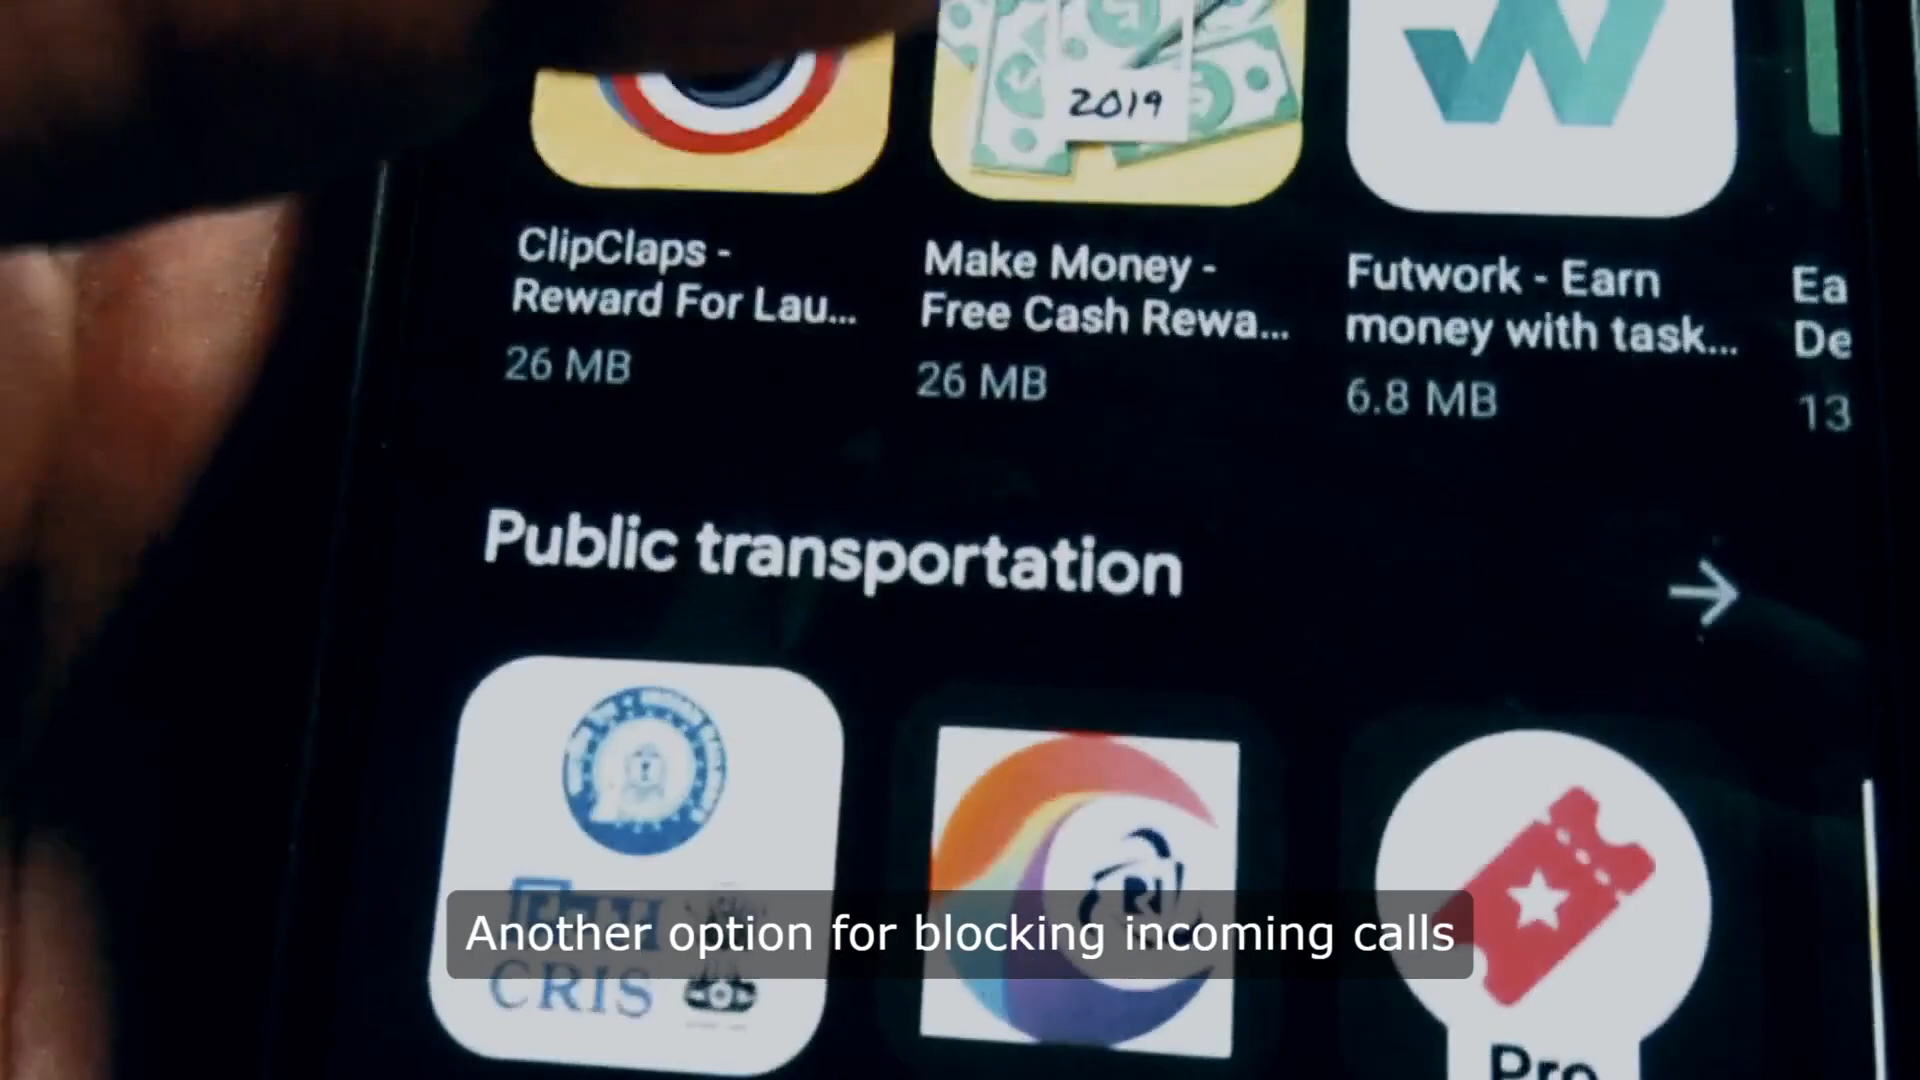 2019
ClipClaps -
Reward For Lau...
26 MB
Make Money -
Free Cash Rewa...
26 MB
Futwork - Earn
money with task...
6.8 MB
Ea
De
13
Public transportation
CRIS
Pro
Another option for blocking incoming calls